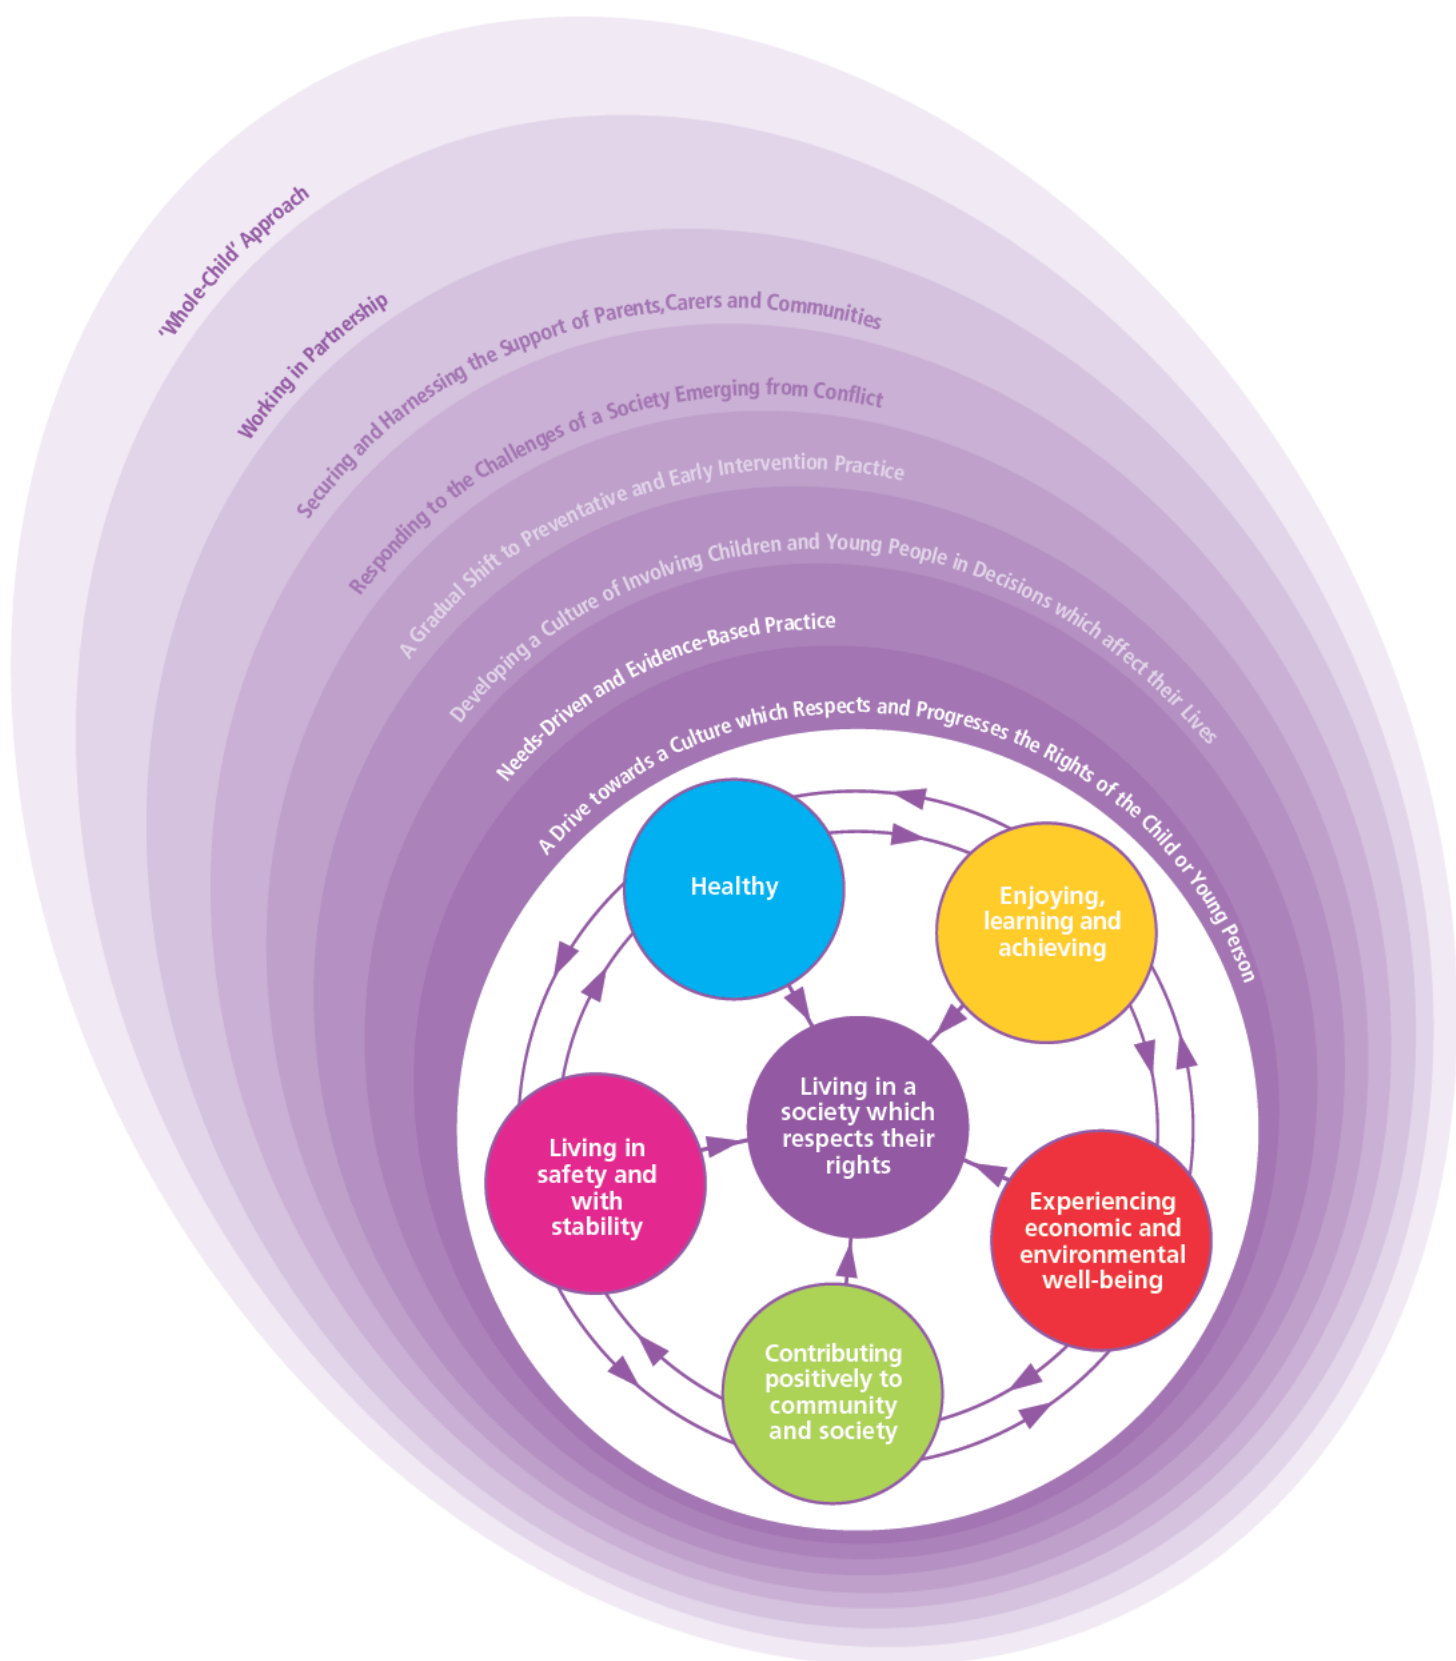 'Whole-Child' Approach
Working in Partnership
Securing and Harnessing the Support of Parents,Carers and Communities
Responding to the Challenges of a Society Emerging from Conflict
A Gradual Shift to Preventative and Early Intervention Practice
Developing a Culture of Involving Children and Young People in Decisions which affect their Lives
Needs-Driven and Evidence-Based Practice
A Drive towards a Culture which Respects and Progresses the Rights of the Child or Young Person
Healthy
Enjoying,
learning and
achieving
Living in a
society which
respects their
rights
Living in
safety and
with
stability
Experiencing
economic and
environmental
well-being
Contributing
positively to
community
and society